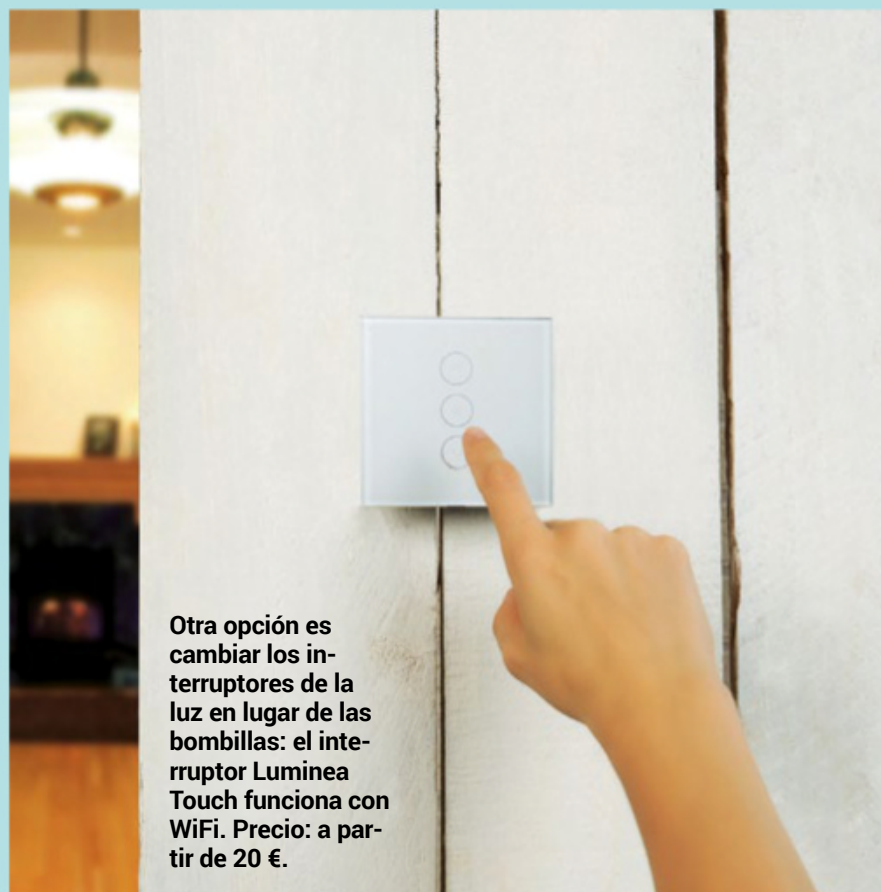 Otra opción es
cambiar los in-
terruptores de la
luz en lugar de las
bombillas: el inte-
rruptor Luminea
Touch funciona con
WiFi. Precio: a par-
tir de 20 €.